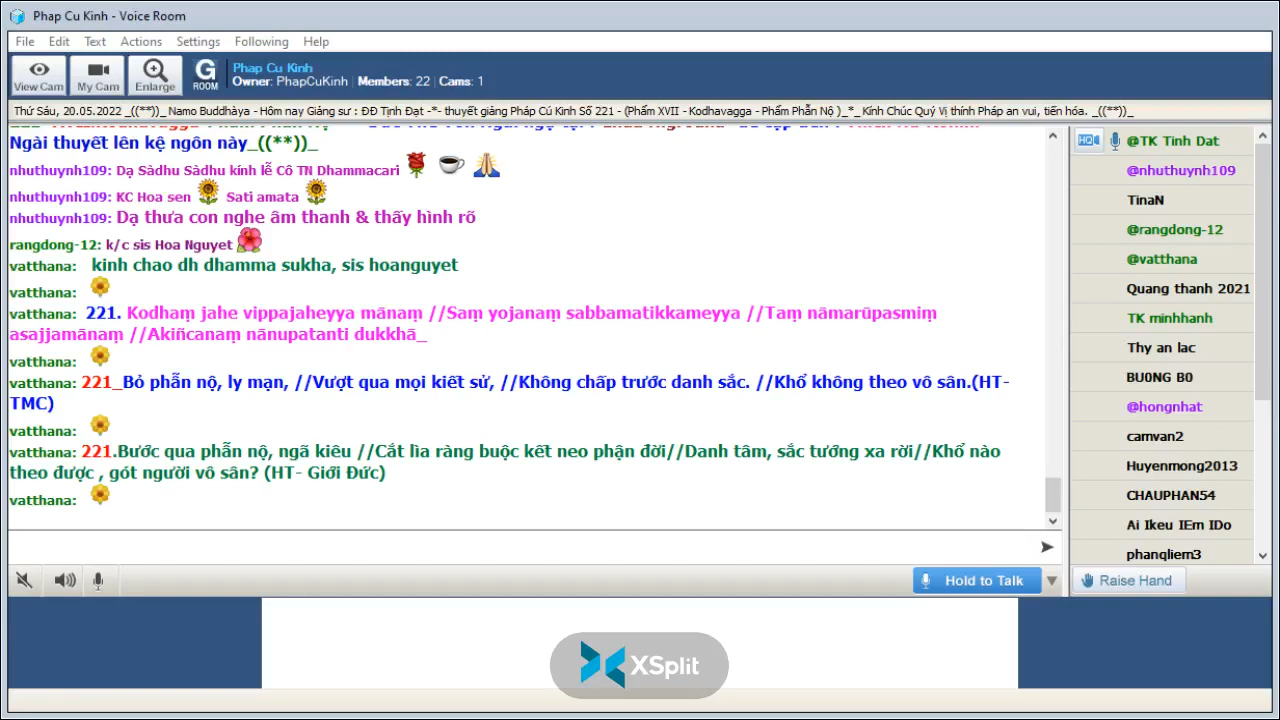 Phap Cu Kinh - Voice Room
File Edit Text Actions Settings Following Help
View Cam My Cam Enlarge G ROOM
Phap Cu Kinh
Owner: PhapCuKinh | Members: 22 | Cams: 1
Thứ Sáu, 20.05.2022 _((**))_ Namo Buddhàya - Hôm nay Giảng sư : ĐĐ Tịnh Đạt -*- thuyết giảng Pháp Cú Kinh Số 221 - (Phẩm XVII - Kodhavagga - Phẩm Phẫn Nộ )_*_ Kính Chúc Quý Vị thính Pháp an vui, tiến hóa. _((**))_
Ngài thuyết lên kệ ngôn này_((**))_
nhuthuynh109: Dạ Sàdhu Sàdhu kính lễ Cô TN Dhammacari
nhuthuynh109: KC Hoa sen Sati amata
nhuthuynh109: Dạ thưa con nghe âm thanh & thấy hình rõ
rangdong-12: k/c sis Hoa Nguyet
vatthana: kinh chao dh dhamma sukha, sis hoanguyet
vatthana:
vatthana: 221. Kodhaṃ jahe vippajaheyya mānaṃ //Saṃ yojanaṃ sabbamatikkameyya //Taṃ nāmarūpasmiṃ
asajjamānaṃ //Akiñcanaṃ nānupatanti dukkhā_
vatthana:
vatthana: 221_Bỏ phẫn nộ, ly mạn, //Vượt qua mọi kiết sử, //Không chấp trước danh sắc. //Khổ không theo vô sân.(HT-
TMC)
vatthana:
vatthana: 221.Bước qua phẫn nộ, ngã kiêu //Cắt lìa ràng buộc kết neo phận đời//Danh tâm, sắc tướng xa rời//Khổ nào
theo được , gót người vô sân? (HT- Giới Đức)
vatthana:
HQ @TK Tinh Dat
@nhuthuynh109
TinaN
@rangdong-12
@vatthana
Quang thanh 2021
TK minhhanh
Thy an lac
BU0NG B0
@hongnhat
camvan2
Huyenmong2013
CHAUPHAN54
Ai Ikeu IEm IDo
phangliem3
Hold to Talk
Raise Hand
XSplit